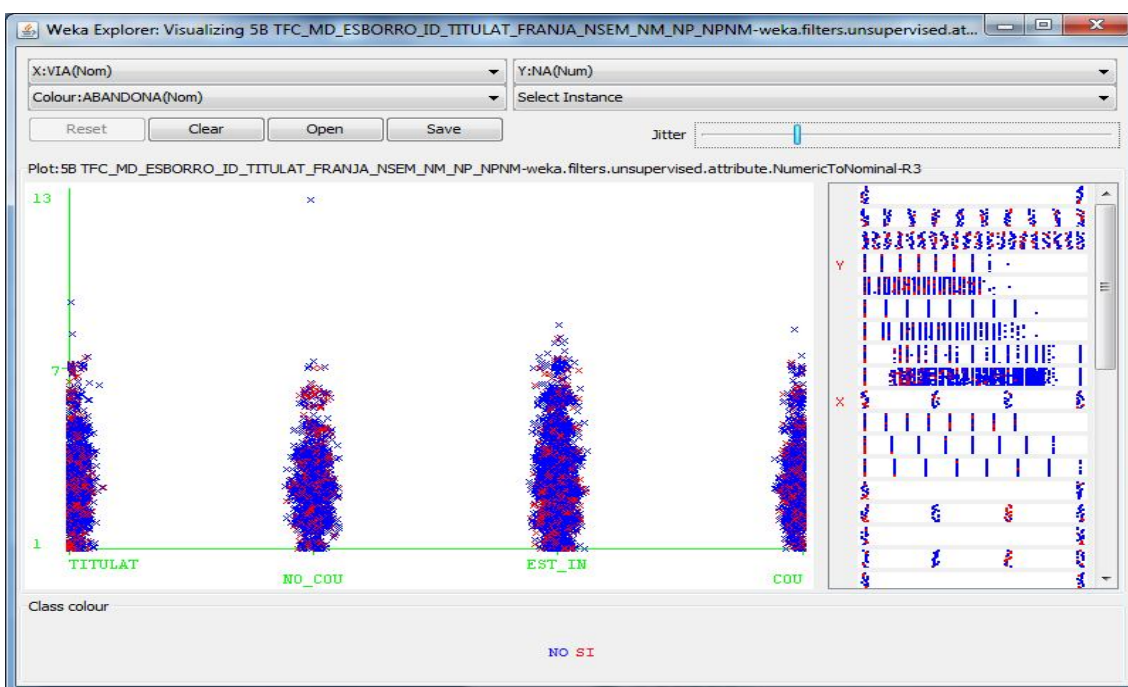 Weka Explorer: Visualizing 5B TFC_MD_ESBORRO_ID_TITULAT_FRANJA_NSEM_NM_NP_NPNM-weka.filters.unsupervised.at...
X:VIA(Nom)
Y:NA(Num)
Colour:ABANDONA(Nom)
Select Instance
Reset
Clear
Open
Save
Jitter
Plot:5B TFC_MD_ESBORRO_ID_TITULAT_FRANJA_NSEM_NM_NP_NPNM-weka.filters.unsupervised.attribute.NumericToNominal-R3
13
7
1
TITULAT
NO_COU
EST_IN
COU
Y
X
Class colour
NO SI